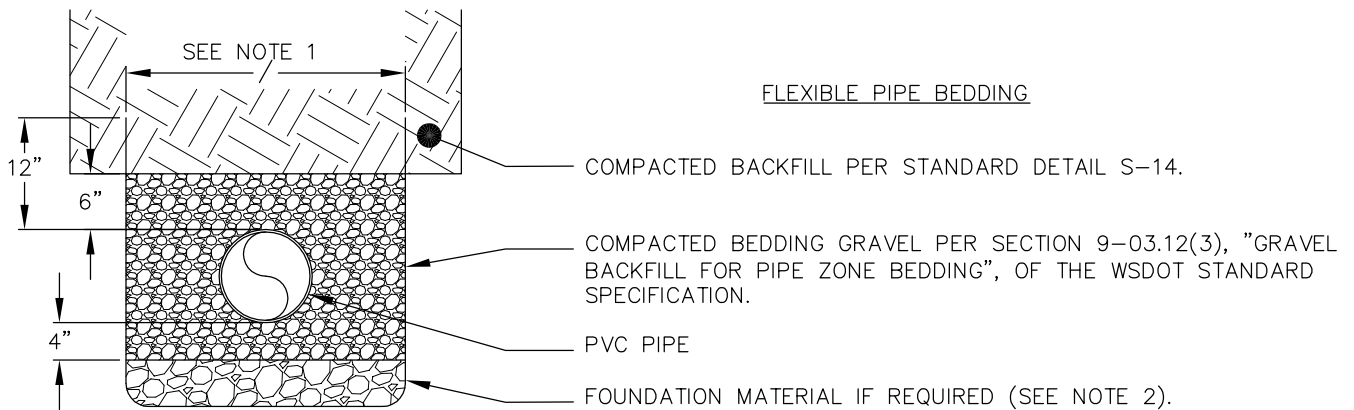 SEE NOTE 1
FLEXIBLE PIPE BEDDING
12"
6"
4"
COMPACTED BACKFILL PER STANDARD DETAIL S-14.
COMPACTED BEDDING GRAVEL PER SECTION 9-03.12(3), "GRAVEL
BACKFILL FOR PIPE ZONE BEDDING", OF THE WSDOT STANDARD
SPECIFICATION.
PVC PIPE
FOUNDATION MATERIAL IF REQUIRED (SEE NOTE 2).